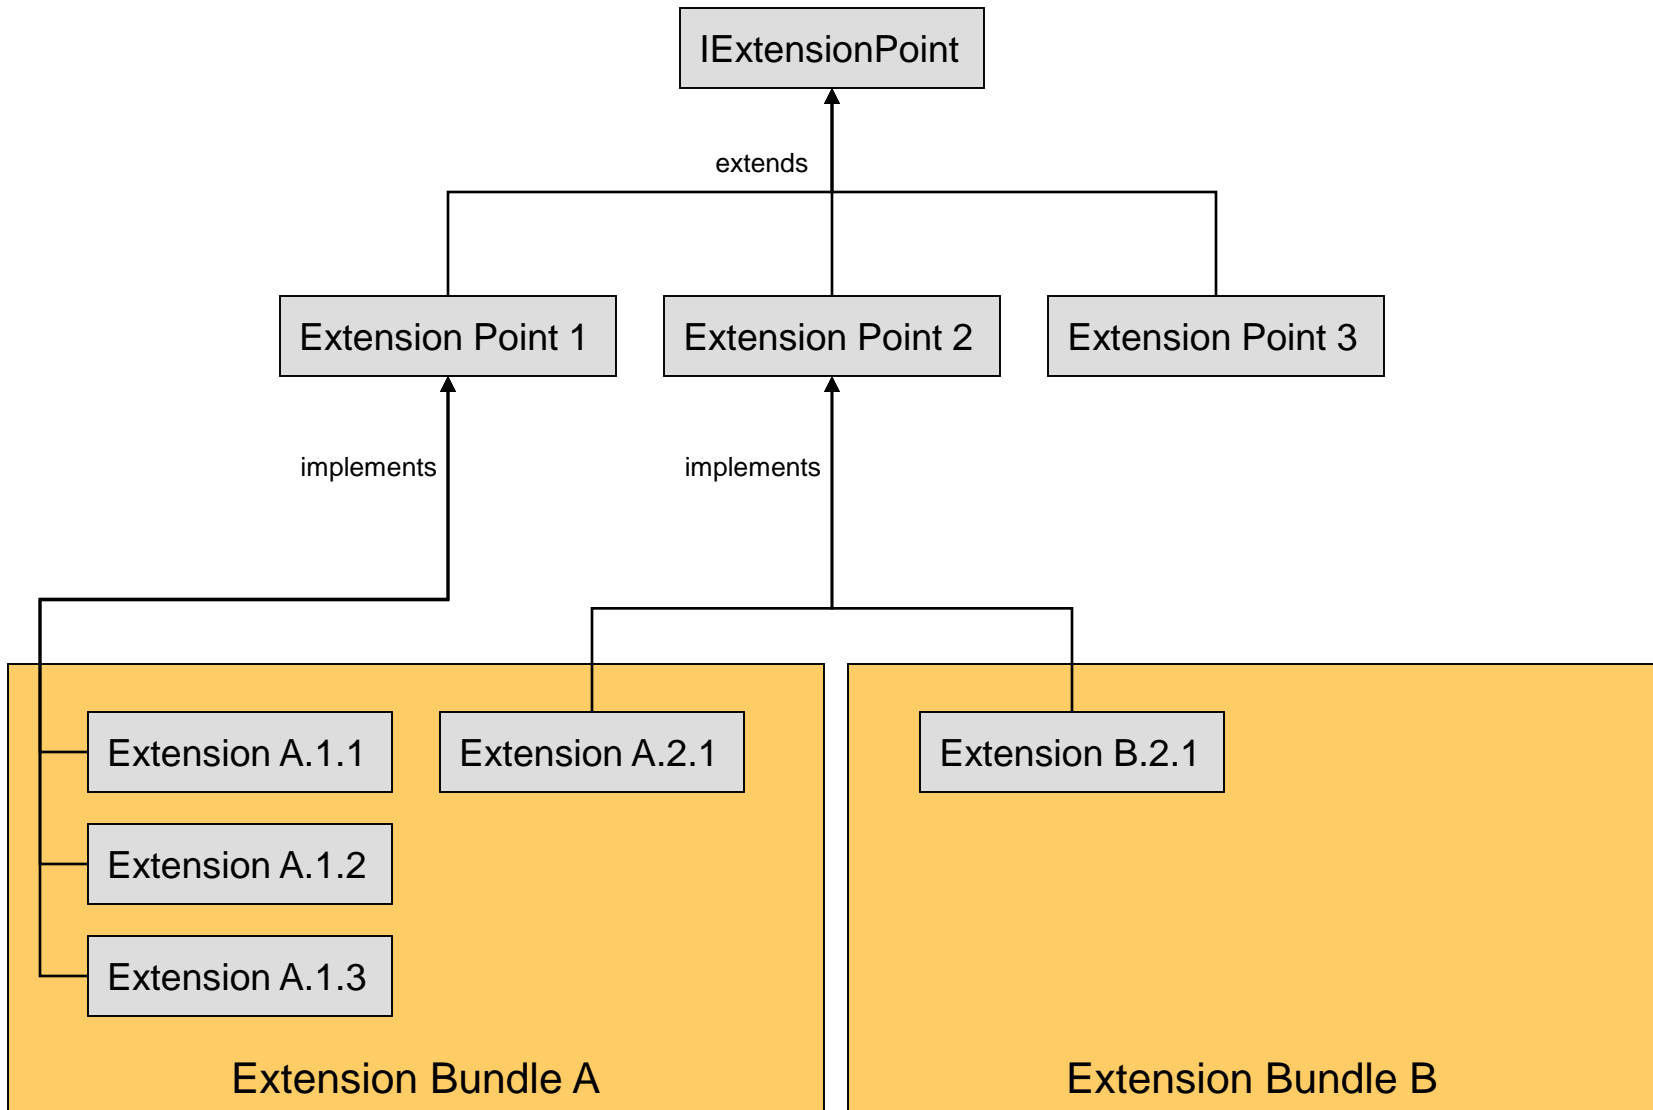 IExtensionPoint
extends
Extension Point 1
Extension Point 2
Extension Point 3
implements
implements
Extension A.1.1
Extension A.2.1
Extension B.2.1
Extension A.1.2
Extension A.1.3
Extension Bundle A
Extension Bundle B